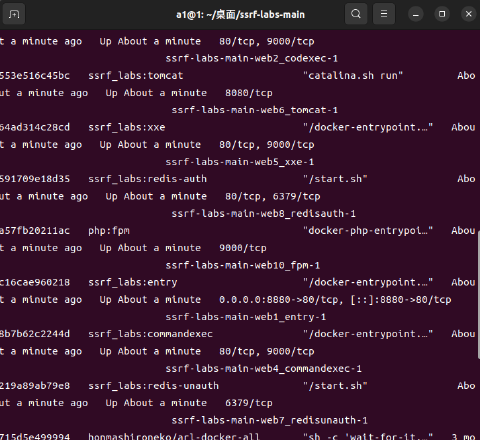 a1@1: ~/桌面/ssrf-labs-main
t a minute ago   Up About a minute   80/tcp, 9000/tcp
ssrf-labs-main-web2_codexec-1
553e516c45bc   ssrf_labs:tomcat   "catalina.sh run"   Abo
ut a minute ago   Up About a minute   8080/tcp
ssrf-labs-main-web6_tomcat-1
64ad314c28cd   ssrf_labs:xxe   "/docker-entrypoint.…"   Abou
t a minute ago   Up About a minute   80/tcp, 9000/tcp
ssrf-labs-main-web5_xxe-1
591709e18d35   ssrf_labs:redis-auth   "/start.sh"   Abo
ut a minute ago   Up About a minute   80/tcp, 6379/tcp
ssrf-labs-main-web8_redisauth-1
a57fb20211ac   php:fpm   "docker-php-entrypoi…"   Abou
t a minute ago   Up About a minute   9000/tcp
ssrf-labs-main-web10_fpm-1
c16cae960218   ssrf_labs:entry   "/docker-entrypoint.…"   Abou
t a minute ago   Up About a minute   0.0.0.0:8880->80/tcp, [::]:8880->80/tcp
ssrf-labs-main-web1_entry-1
8b7b62c2244d   ssrf_labs:commandexec   "/docker-entrypoint.…"   Abou
t a minute ago   Up About a minute   80/tcp, 9000/tcp
ssrf-labs-main-web4_commandexec-1
219a89ab79e8   ssrf_labs:redis-unauth   "/start.sh"   Abo
ut a minute ago   Up About a minute   6379/tcp
ssrf-labs-main-web7_redisunauth-1
715d5e499994   honmashironeko/arl-docker-all   "sh -c 'wait-for-it.…"   3 mo